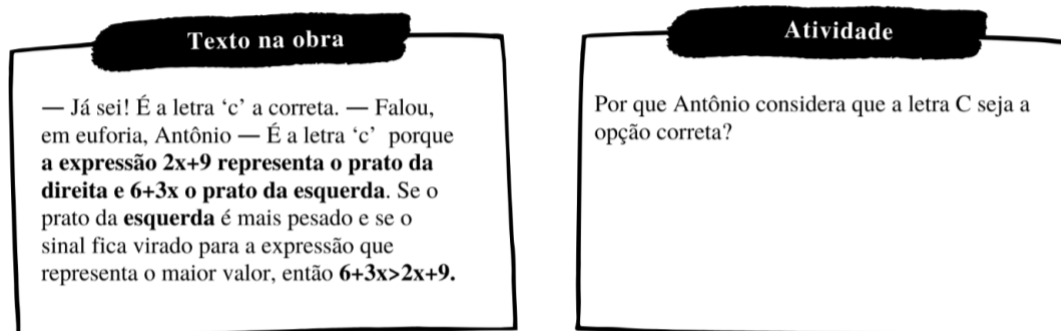 Texto na obra
— Já sei! É a letra ‘c’ a correta. — Falou,
em euforia, Antônio — É a letra ‘c’ porque
a expressão 2x+9 representa o prato da
direita e 6+3x o prato da esquerda. Se o
prato da esquerda é mais pesado e se o
sinal fica virado para a expressão que
representa o maior valor, então 6+3x>2x+9.
Atividade
Por que Antônio considera que a letra C seja a
opção correta?